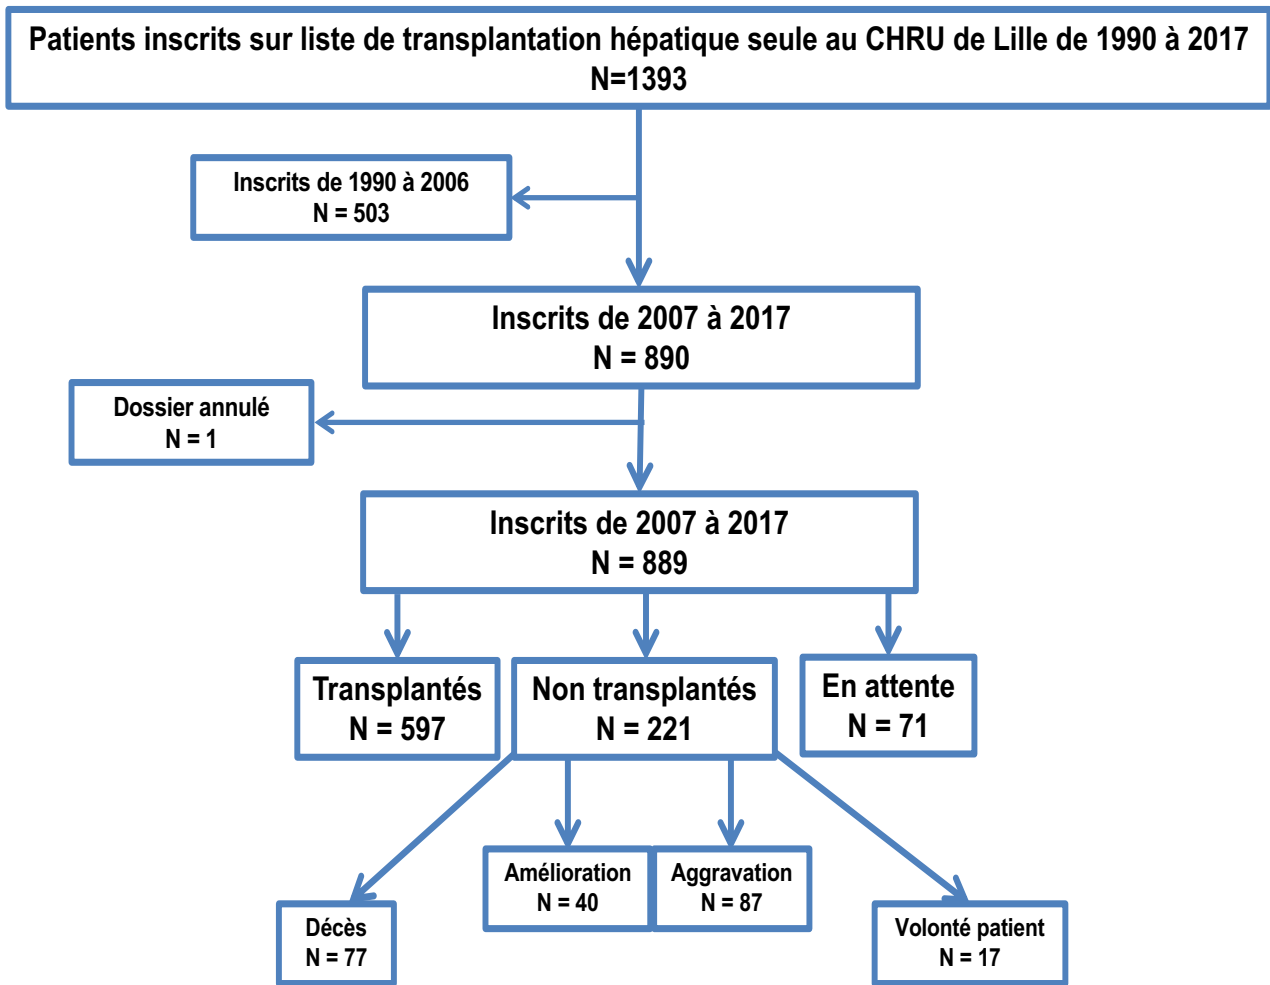 Patients inscrits sur liste de transplantation hépatique seule au CHRU de Lille de 1990 à 2017
N=1393
Inscrits de 1990 à 2006
N = 503
Inscrits de 2007 à 2017
N = 890
Dossier annulé
N = 1
Inscrits de 2007 à 2017
N = 889
Transplantés
N = 597
Non transplantés
N = 221
En attente
N = 71
Amélioration
N = 40
Aggravation
N = 87
Décès
N = 77
Volonté patient
N = 17